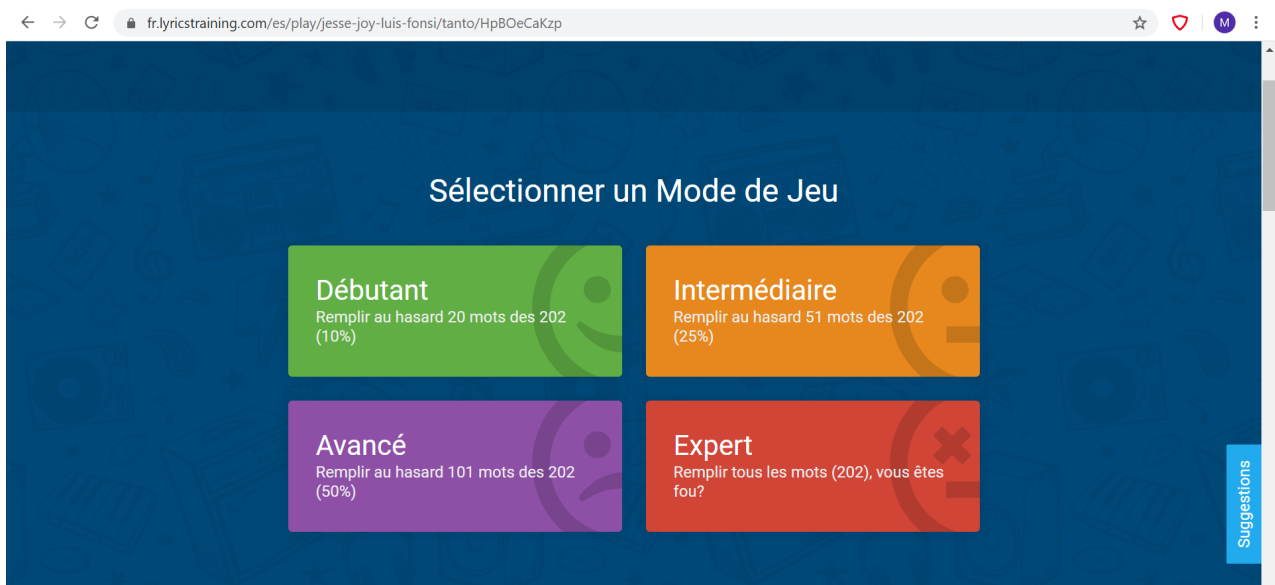 fr.lyricstraining.com/es/play/jesse-joy-luis-fonsi/tanto/HpBOeCaKzp
M
Sélectionner un Mode de Jeu
Débutant
Remplir au hasard 20 mots des 202
(10%)
Intermédiaire
Remplir au hasard 51 mots des 202
(25%)
Avancé
Remplir au hasard 101 mots des 202
(50%)
Expert
Remplir tous les mots (202), vous êtes
fou?
Suggestions